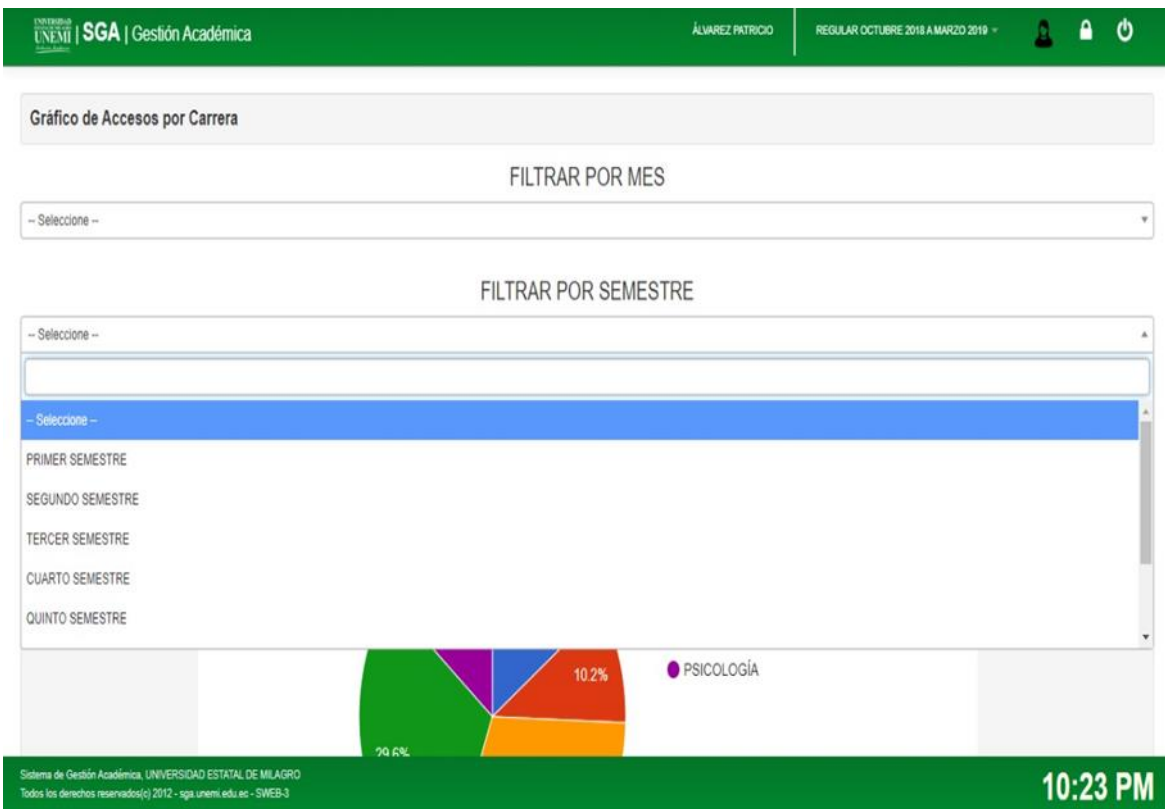 UNIVERSIDAD
UNEMI | SGA | Gestión Académica
ÁLVAREZ PATRICIO
REGULAR OCTUBRE 2018 A MARZO 2019
Gráfico de Accesos por Carrera
FILTRAR POR MES
-- Seleccione --
FILTRAR POR SEMESTRE
-- Seleccione --
-- Seleccione --
PRIMER SEMESTRE
SEGUNDO SEMESTRE
TERCER SEMESTRE
CUARTO SEMESTRE
QUINTO SEMESTRE
10.2%
PSICOLOGÍA
29.6%
Sistema de Gestión Académica, UNIVERSIDAD ESTATAL DE MILAGRO
Todos los derechos reservados(c) 2012 - sga.unemi.edu.ec - SWEB-3
10:23 PM